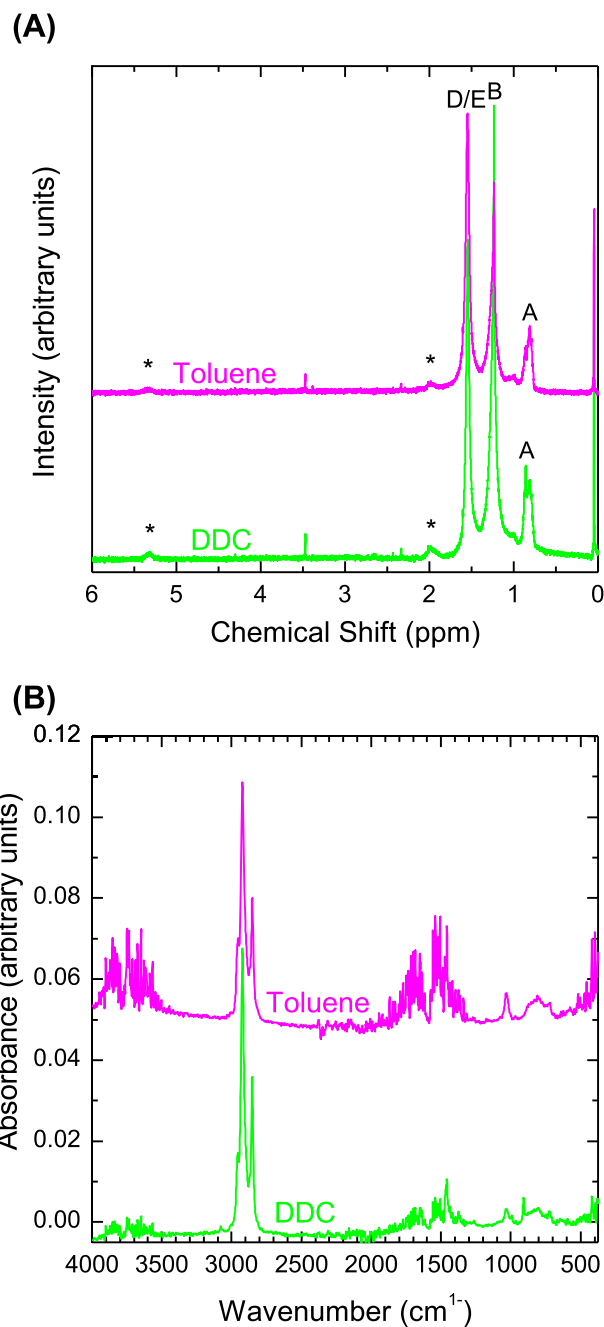 (A)
D/E B
A
* *
Toluene
A
* *
DDC
6 5 4 3 2 1 0
Chemical Shift (ppm)
Intensity (arbitrary units)
(B)
0.12
0.10
0.08
0.06
0.04
0.02
0.00
Toluene
DDC
4000 3500 3000 2500 2000 1500 1000 500
Wavenumber (cm1-)
Absorbance (arbitrary units)